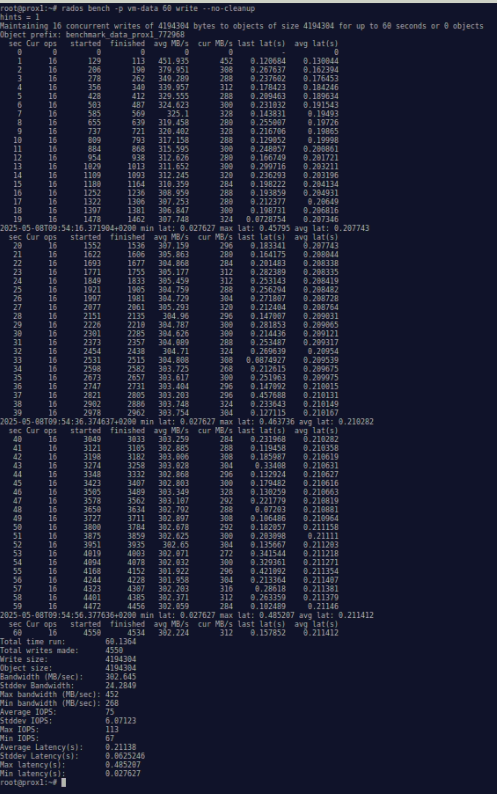 root@prox1:~# rados bench -p vm-data 60 write --no-cleanup
hints = 1
Maintaining 16 concurrent writes of 4194304 bytes to objects of size 4194304 for up to 60 seconds or 0 objects
Object prefix: benchmark_data_prox1_772968
sec Cur ops started finished avg MB/s cur MB/s last lat(s) avg lat(s)
0 0 0 0 0 0 - 0
1 16 129 113 451.935 452 0.120684 0.130044
2 16 206 190 379.951 308 0.267637 0.162394
3 16 278 262 349.289 288 0.237602 0.176453
4 16 356 340 339.957 312 0.178423 0.184246
5 16 428 412 329.555 288 0.209463 0.189634
6 16 503 487 324.623 300 0.231032 0.191543
7 16 585 569 325.1 328 0.143831 0.19493
8 16 655 639 319.458 280 0.255007 0.19726
9 16 737 721 320.402 328 0.216706 0.19865
10 16 809 793 317.158 288 0.129052 0.19998
11 16 884 868 315.595 300 0.248057 0.200861
12 16 954 938 312.626 280 0.166749 0.201721
13 16 1029 1013 311.652 300 0.299716 0.203211
14 16 1109 1093 312.245 320 0.236293 0.203196
15 16 1180 1164 310.359 284 0.198222 0.204134
16 16 1252 1236 308.959 288 0.193859 0.204931
17 16 1322 1306 307.253 280 0.212377 0.20649
18 16 1397 1381 306.847 300 0.198731 0.206816
19 16 1478 1462 307.748 324 0.0728754 0.207346
2025-05-08T09:54:16.371904+0200 min lat: 0.027627 max lat: 0.45795 avg lat: 0.207743
sec Cur ops started finished avg MB/s cur MB/s last lat(s) avg lat(s)
20 16 1552 1536 307.159 296 0.183341 0.207743
21 16 1622 1606 305.863 280 0.164175 0.208044
22 16 1693 1677 304.868 284 0.201483 0.208338
23 16 1771 1755 305.177 312 0.282389 0.208335
24 16 1849 1833 305.459 312 0.253143 0.208419
25 16 1921 1905 304.759 288 0.256294 0.208482
26 16 1997 1981 304.729 304 0.271807 0.208728
27 16 2077 2061 305.293 320 0.212404 0.208764
28 16 2151 2135 304.96 296 0.147007 0.209031
29 16 2226 2210 304.787 300 0.281853 0.209065
30 16 2301 2285 304.626 300 0.214436 0.209121
31 16 2373 2357 304.089 288 0.253487 0.209317
32 16 2454 2438 304.71 324 0.269639 0.20954
33 16 2531 2515 304.808 308 0.0874927 0.209539
34 16 2598 2582 303.725 268 0.212615 0.209675
35 16 2673 2657 303.617 300 0.251963 0.209975
36 16 2747 2731 303.404 296 0.147092 0.210015
37 16 2821 2805 303.203 296 0.457688 0.210131
38 16 2902 2886 303.748 324 0.233643 0.210149
39 16 2978 2962 303.754 304 0.127115 0.210167
2025-05-08T09:54:36.374637+0200 min lat: 0.027627 max lat: 0.463736 avg lat: 0.210282
sec Cur ops started finished avg MB/s cur MB/s last lat(s) avg lat(s)
40 16 3049 3033 303.259 284 0.231968 0.210282
41 16 3121 3105 302.885 288 0.119458 0.210358
42 16 3198 3182 303.006 308 0.185987 0.210619
43 16 3274 3258 303.028 304 0.33408 0.210631
44 16 3348 3332 302.868 296 0.132924 0.210627
45 16 3423 3407 302.803 300 0.179482 0.210616
46 16 3505 3489 303.349 328 0.130259 0.210663
47 16 3578 3562 303.107 292 0.221779 0.210819
48 16 3650 3634 302.792 288 0.07203 0.210881
49 16 3727 3711 302.897 308 0.106486 0.210964
50 16 3800 3784 302.678 292 0.182057 0.211158
51 16 3875 3859 302.625 300 0.203098 0.21111
52 16 3951 3935 302.65 304 0.135667 0.211203
53 16 4019 4003 302.071 272 0.341544 0.211218
54 16 4094 4078 302.032 300 0.329361 0.211271
55 16 4168 4152 301.922 296 0.421092 0.211354
56 16 4244 4228 301.958 304 0.213364 0.211407
57 16 4323 4307 302.203 316 0.28618 0.211381
58 16 4401 4385 302.371 312 0.263359 0.211379
59 16 4472 4456 302.059 284 0.102489 0.21146
2025-05-08T09:54:56.377636+0200 min lat: 0.027627 max lat: 0.485207 avg lat: 0.211412
sec Cur ops started finished avg MB/s cur MB/s last lat(s) avg lat(s)
60 16 4550 4534 302.224 312 0.157852 0.211412
Total time run: 60.1364
Total writes made: 4550
Write size: 4194304
Object size: 4194304
Bandwidth (MB/sec): 302.645
Stddev Bandwidth: 24.2849
Max bandwidth (MB/sec): 452
Min bandwidth (MB/sec): 268
Average IOPS: 75
Stddev IOPS: 6.07123
Max IOPS: 113
Min IOPS: 67
Average Latency(s): 0.21138
Stddev Latency(s): 0.0625246
Max latency(s): 0.485207
Min latency(s): 0.027627
root@prox1:~#